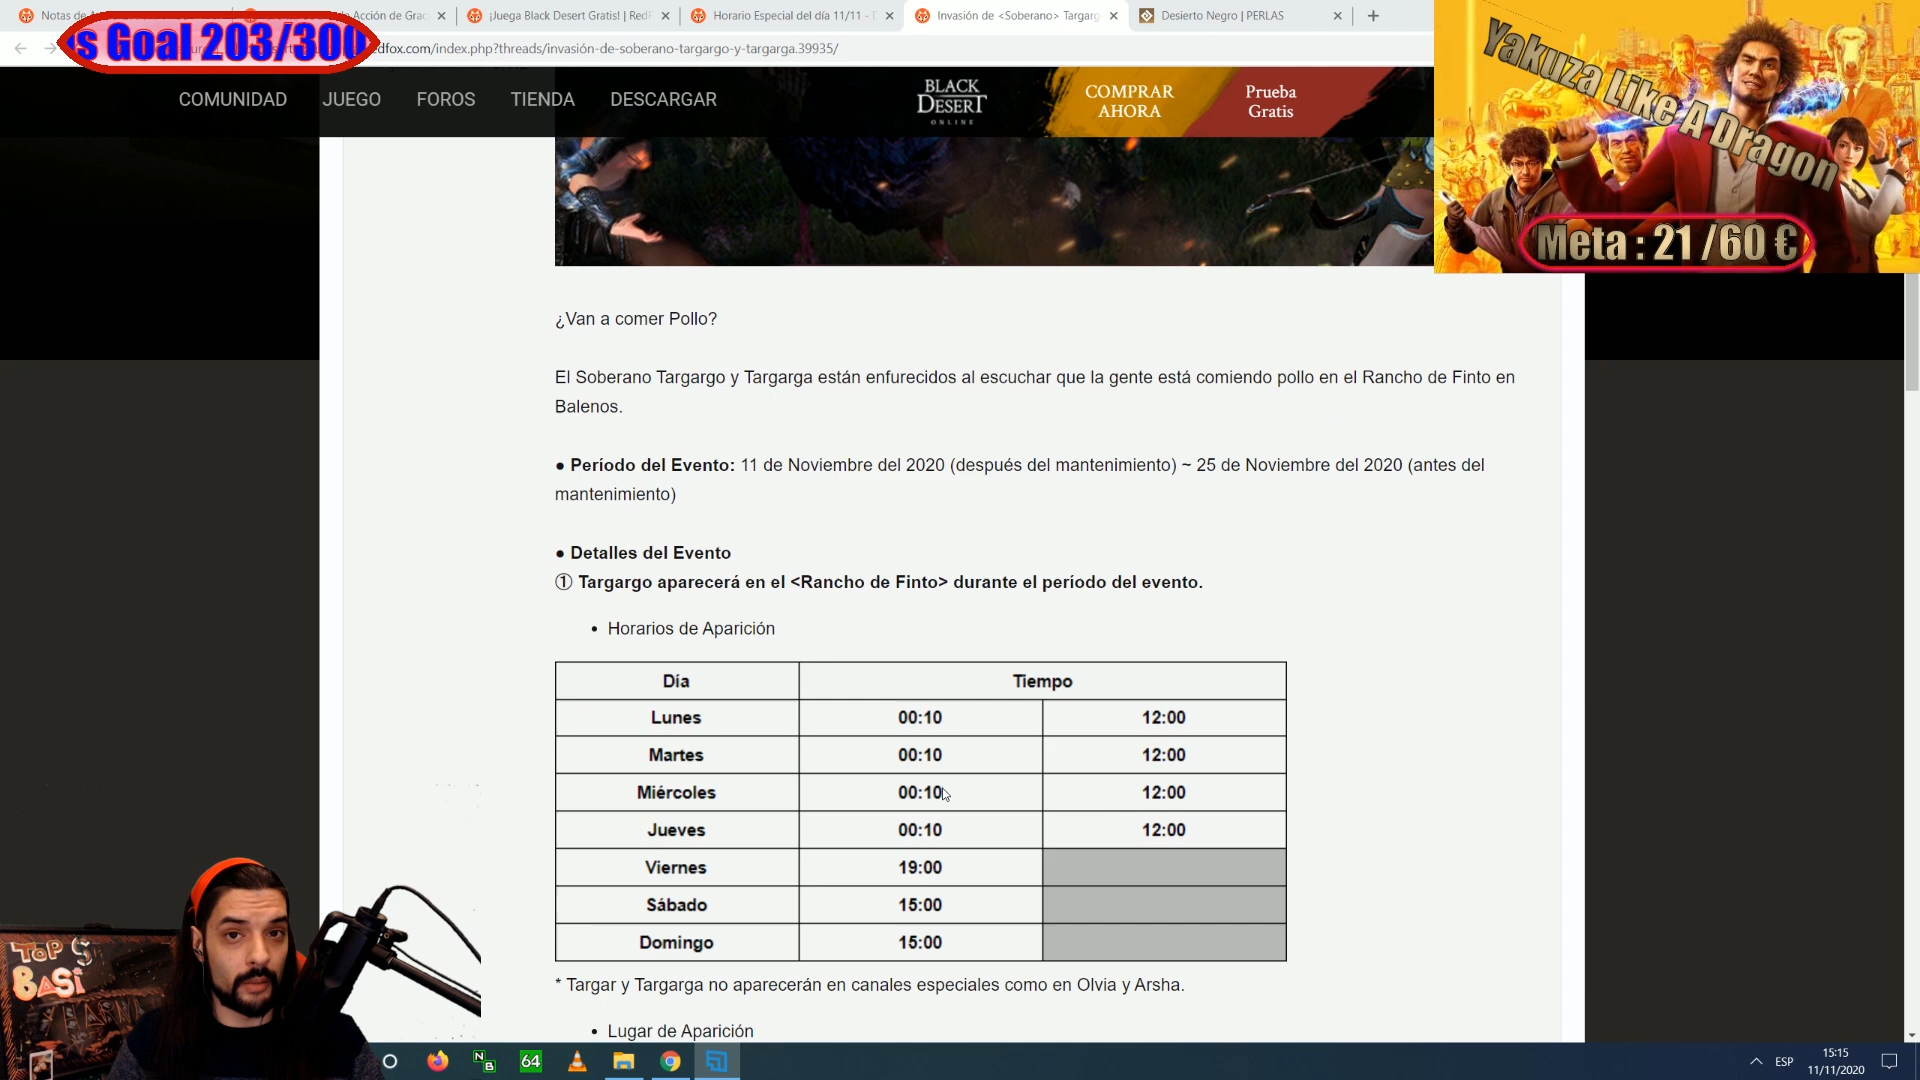 Notas de A
Acción de Grac
¡Juega Black Desert Gratis! | RedF
Horario Especial del día 11/11 - D
Invasión de <Soberano> Targarg
Desierto Negro | PERLAS
s Goal 203/300
dfox.com/index.php?threads/invasión-de-soberano-targargo-y-targarga.39935/
COMUNIDAD
JUEGO
FOROS
TIENDA
DESCARGAR
BLACK
DESERT
ONLINE
COMPRAR
AHORA
Prueba
Gratis
Yakuza Like A Dragon
Meta : 21 /60 €
¿Van a comer Pollo?
El Soberano Targargo y Targarga están enfurecidos al escuchar que la gente está comiendo pollo en el Rancho de Finto en
Balenos.
● Período del Evento: 11 de Noviembre del 2020 (después del mantenimiento) ~ 25 de Noviembre del 2020 (antes del
mantenimiento)
● Detalles del Evento
① Targargo aparecerá en el <Rancho de Finto> durante el período del evento.
• Horarios de Aparición
Día Tiempo
Lunes 00:10 12:00
Martes 00:10 12:00
Miércoles 00:10 12:00
Jueves 00:10 12:00
Viernes 19:00
Sábado 15:00
Domingo 15:00
* Targar y Targarga no aparecerán en canales especiales como en Olvia y Arsha.
• Lugar de Aparición
TOP 5
BASI
N
B
64
ESP
15:15
11/11/2020